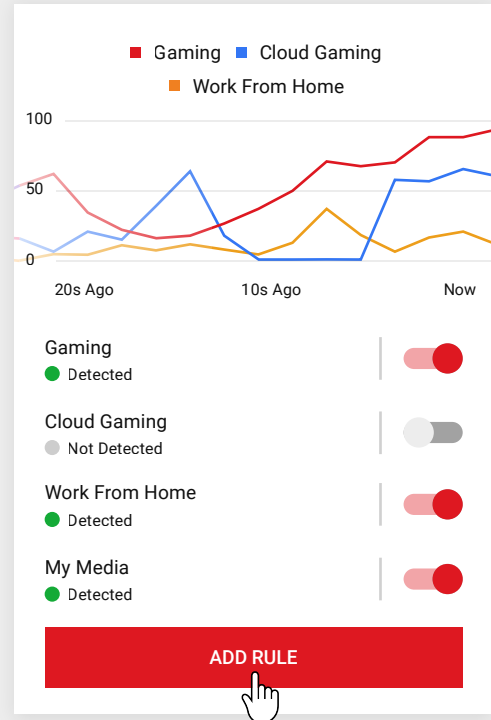 Gaming Cloud Gaming
Work From Home
100
50
0
20s Ago 10s Ago Now
Gaming
Detected
Cloud Gaming
Not Detected
Work From Home
Detected
My Media
Detected
ADD RULE